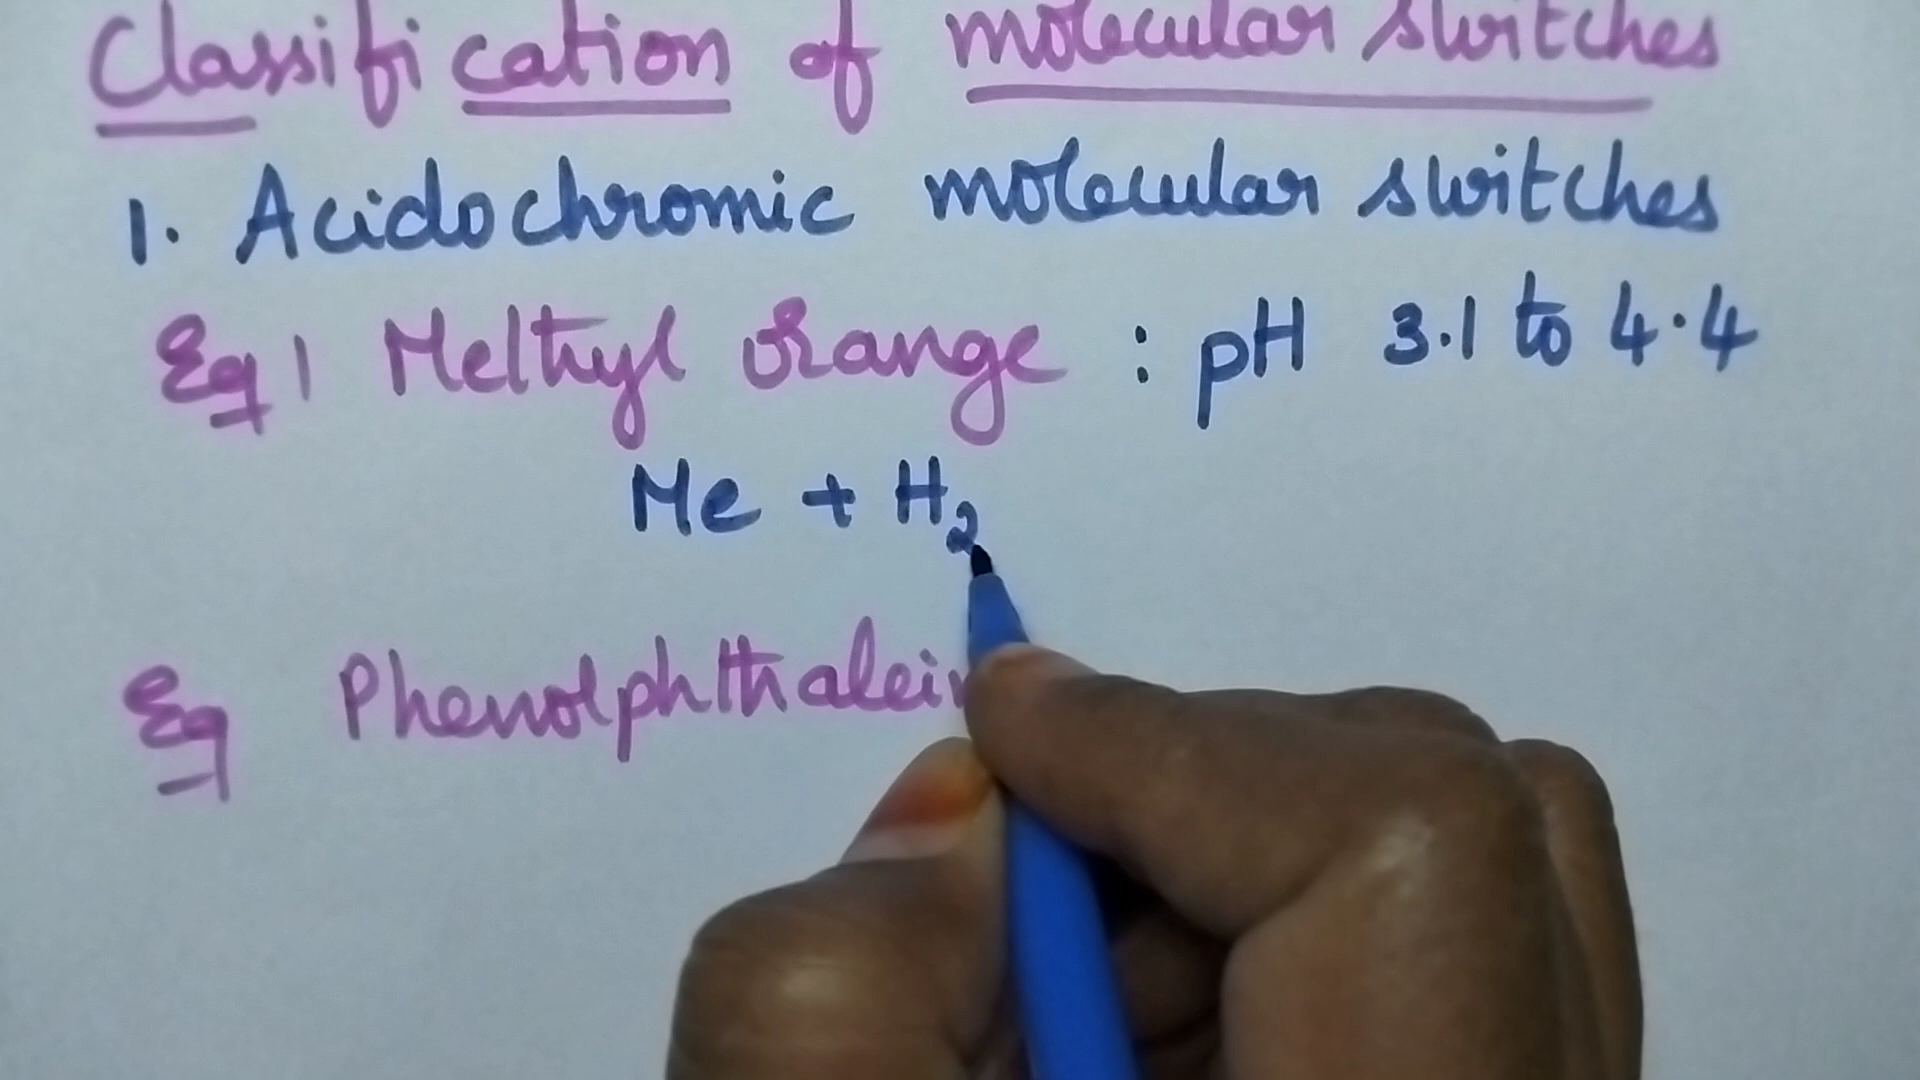 Classification of molecular switches
1. Acidochromic molecular switches
Eg 1 Methyl orange : pH 3.1 to 4.4
Me + H2
Eg Phenolphthalein